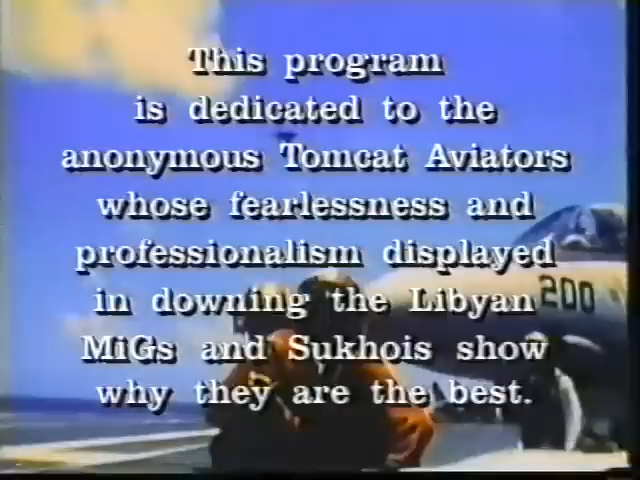 This program
is dedicated to the
anonymous Tomcat Aviators
whose fearlessness and
professionalism displayed
in downing the Libyan
MiGs and Sukhois show
why they are the best.
200